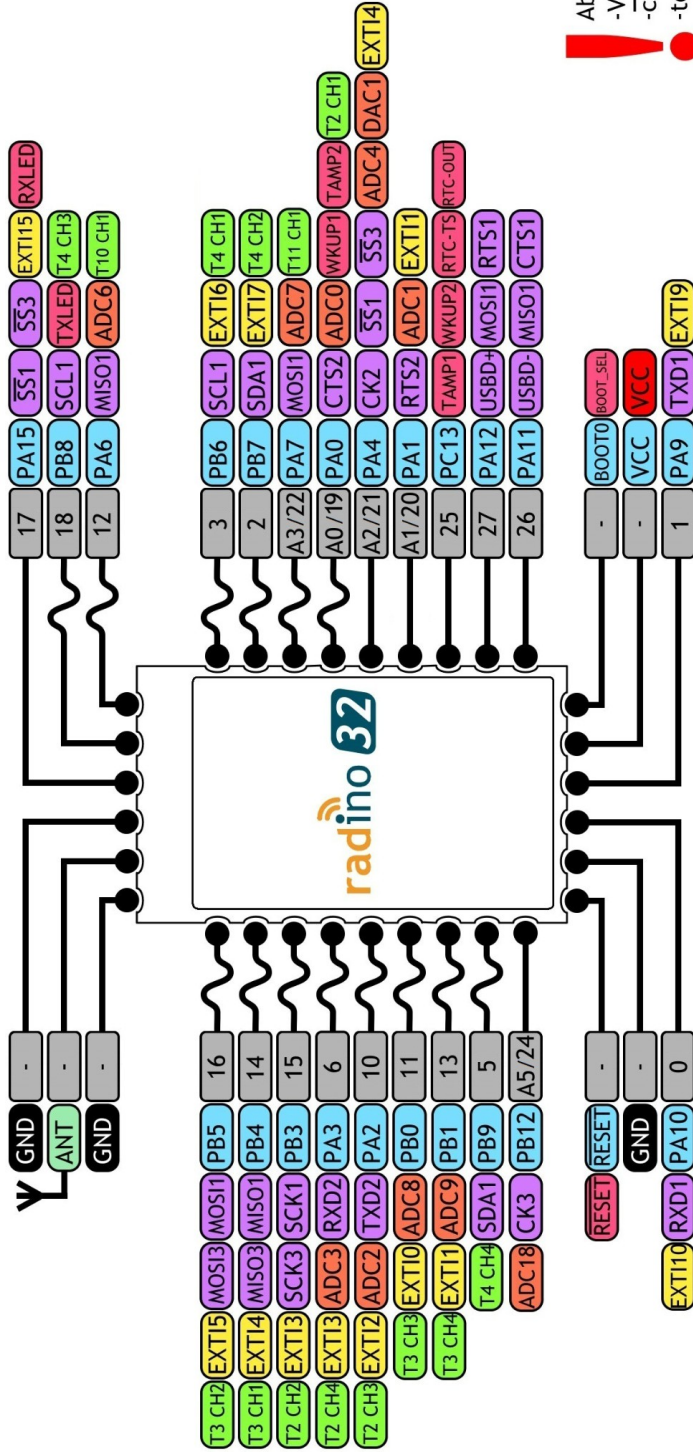 GND - 17 PA15 SS1 SS3 EXTI15 RXLED
ANT - 18 PB8 SCL1 TXLED T4 CH3
GND - 12 PA6 MISO1 ADC6 T10 CH1
T3 CH2 EXTI5 MOSI3 MOSI1 PB5 16 3 PB6 SCL1 EXTI6 T4 CH1
T3 CH1 EXTI4 MISO3 MISO1 PB4 14 2 PB7 SDA1 EXTI7 T4 CH2
T2 CH2 EXTI3 SCK3 SCK1 PB3 15 A3/22 PA7 MOSI1 ADC7 T11 CH1
T2 CH4 EXTI3 ADC3 RXD2 PA3 6 A0/19 PA0 CTS2 ADC0 WKUP1 TAMP2 T2 CH1
radino 32
T2 CH3 EXTI2 ADC2 TXD2 PA2 10 A2/21 PA4 CK2 SS1 SS3 ADC4 DAC1 EXTI4
T3 CH3 EXTI0 ADC8 PB0 11 A1/20 PA1 RTS2 ADC1 EXTI1
T3 CH4 EXTI1 ADC9 PB1 13 25 PC13 TAMP1 WKUP2 RTC-TS RTC-OUT
T4 CH4 SDA1 PB9 5 27 PA12 USBD+ MOSI1 RTS1
ADC18 CK3 PB12 A5/24 26 PA11 USBD- MISO1 CTS1
RESET RESET - - BOOT0 BOOT_SEL
GND - - VCC VCC
EXTI10 RXD1 PA10 0 1 PA9 TXD1 EXTI9